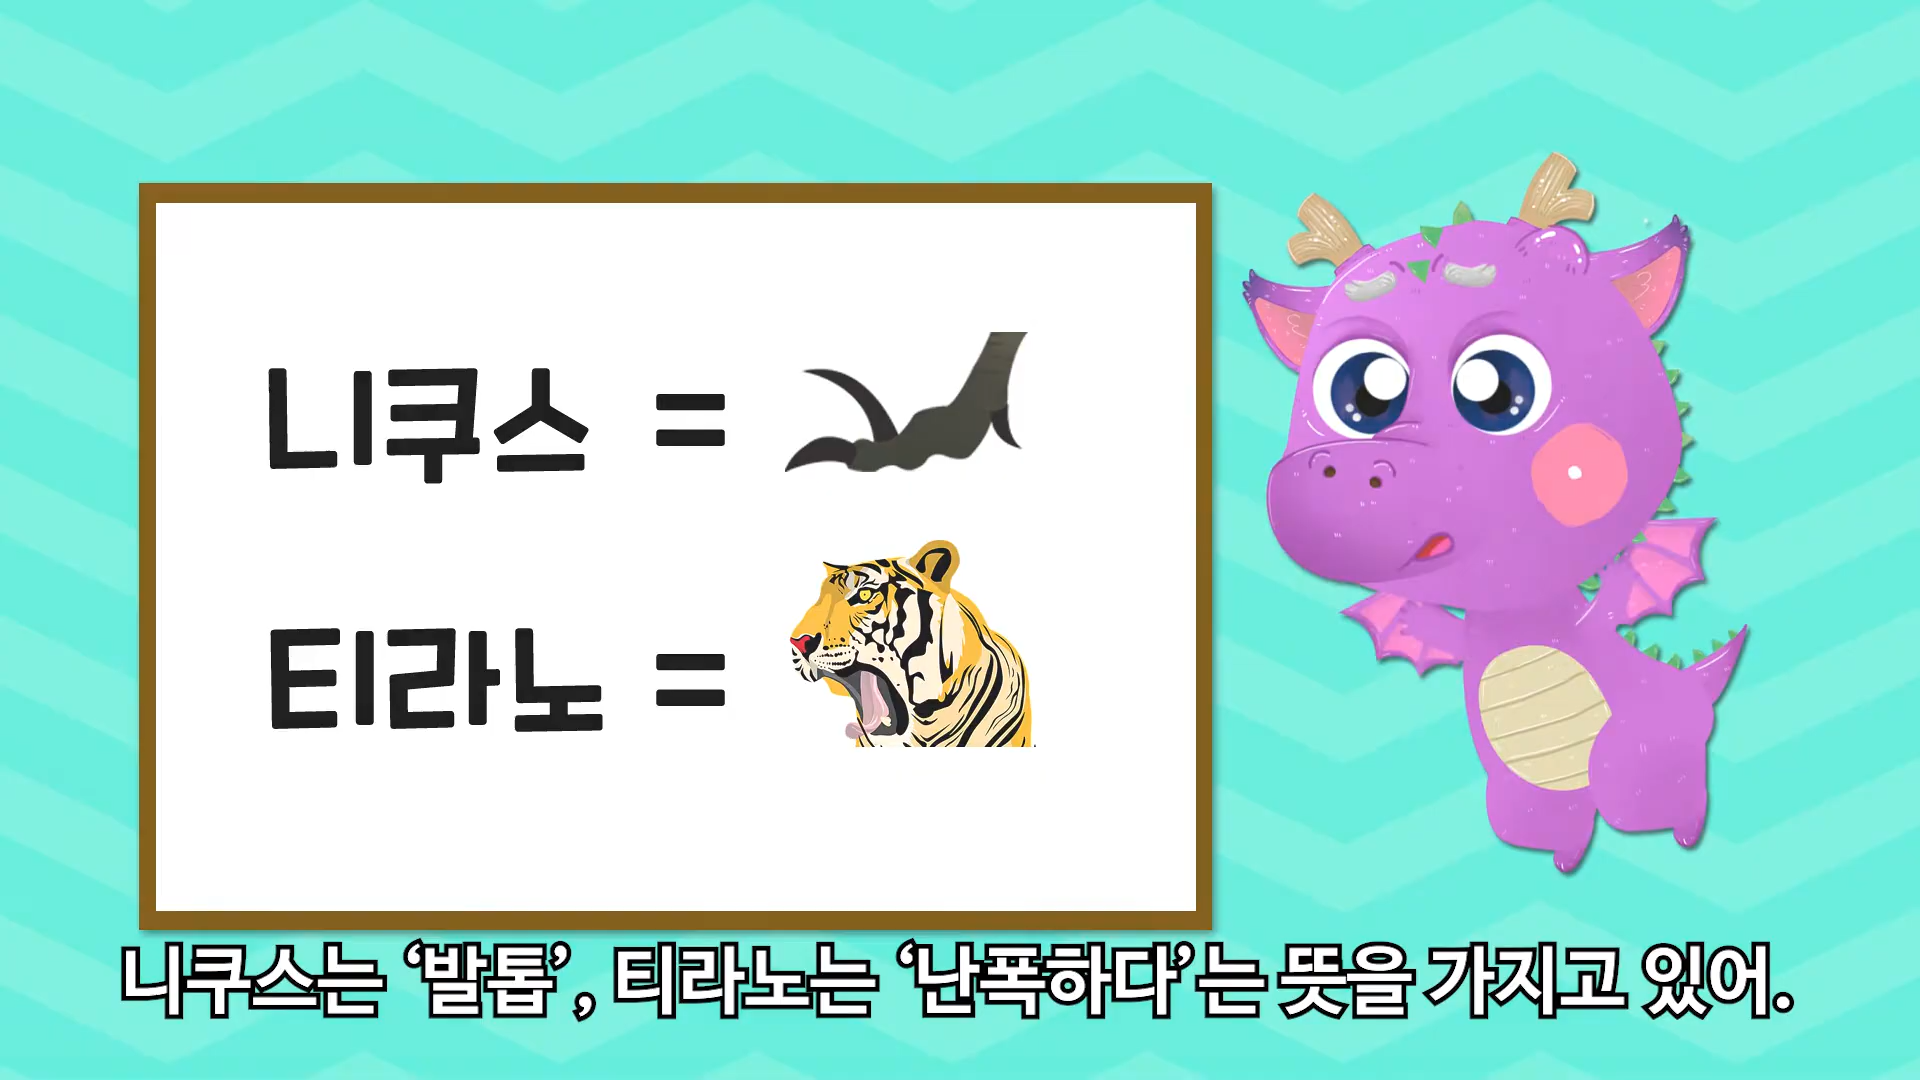 니쿠스 =
티라노 =
니쿠스는 ‘발톱’, 티라노는 ‘난폭하다’는 뜻을 가지고 있어.